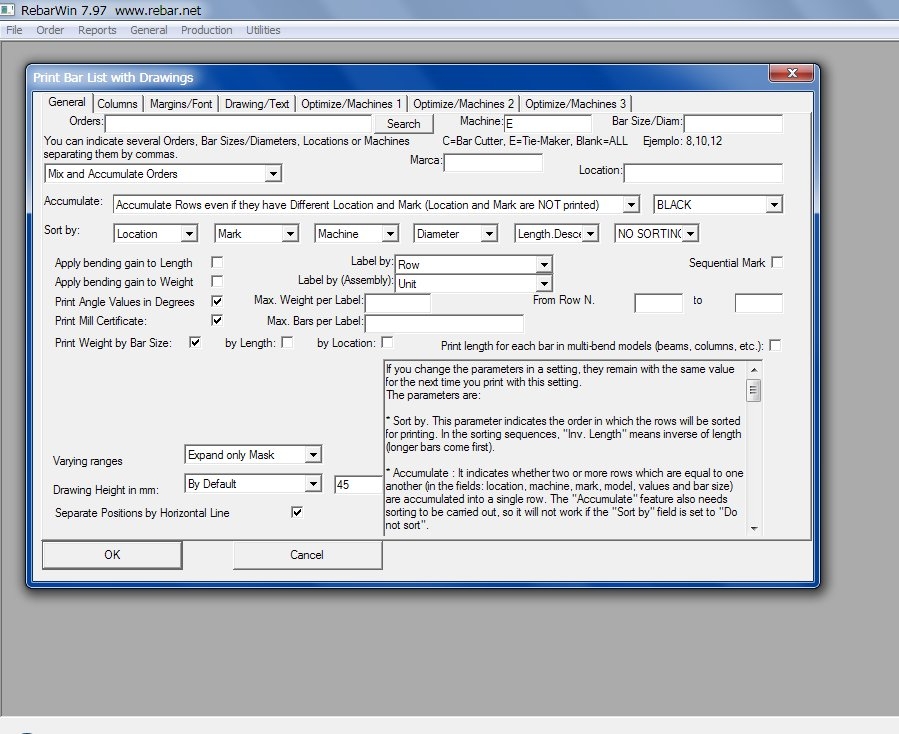 RebarWin 7.97 www.rebar.net
File Order Reports General Production Utilities
Print Bar List with Drawings
General Columns Margins/Font Drawing/Text Optimize/Machines 1 Optimize/Machines 2 Optimize/Machines 3
Orders: Search Machine: E Bar Size/Diam:
You can indicate several Orders, Bar Sizes/Diameters, Locations or Machines C=Bar Cutter, E=Tie-Maker, Blank=ALL Ejemplo: 8,10,12
separating them by commas.
Marca:
Mix and Accumulate Orders Location:
Accumulate: Accumulate Rows even if they have Different Location and Mark (Location and Mark are NOT printed) BLACK
Sort by: Location Mark Machine Diameter Length.Desce NO SORTING
Apply bending gain to Length Label by: Row Sequential Mark
Apply bending gain to Weight Label by (Assembly): Unit
Print Angle Values in Degrees Max. Weight per Label: From Row N. to
Print Mill Certificate: Max. Bars per Label:
Print Weight by Bar Size: by Length: by Location: Print length for each bar in multi-bend models (beams, columns, etc.):
If you change the parameters in a setting, they remain with the same value
for the next time you print with this setting.
The parameters are:
* Sort by. This parameter indicates the order in which the rows will be sorted
for printing. In the sorting sequences, "Inv. Length" means inverse of length
(longer bars come first).
* Accumulate : It indicates whether two or more rows which are equal to one
another (in the fields: location, machine, mark, model, values and bar size)
are accumulated into a single row. The "Accumulate" feature also needs
sorting to be carried out, so it will not work if the "Sort by" field is set to "Do
not sort".
Varying ranges Expand only Mask
Drawing Height in mm: By Default 45
Separate Positions by Horizontal Line
OK Cancel